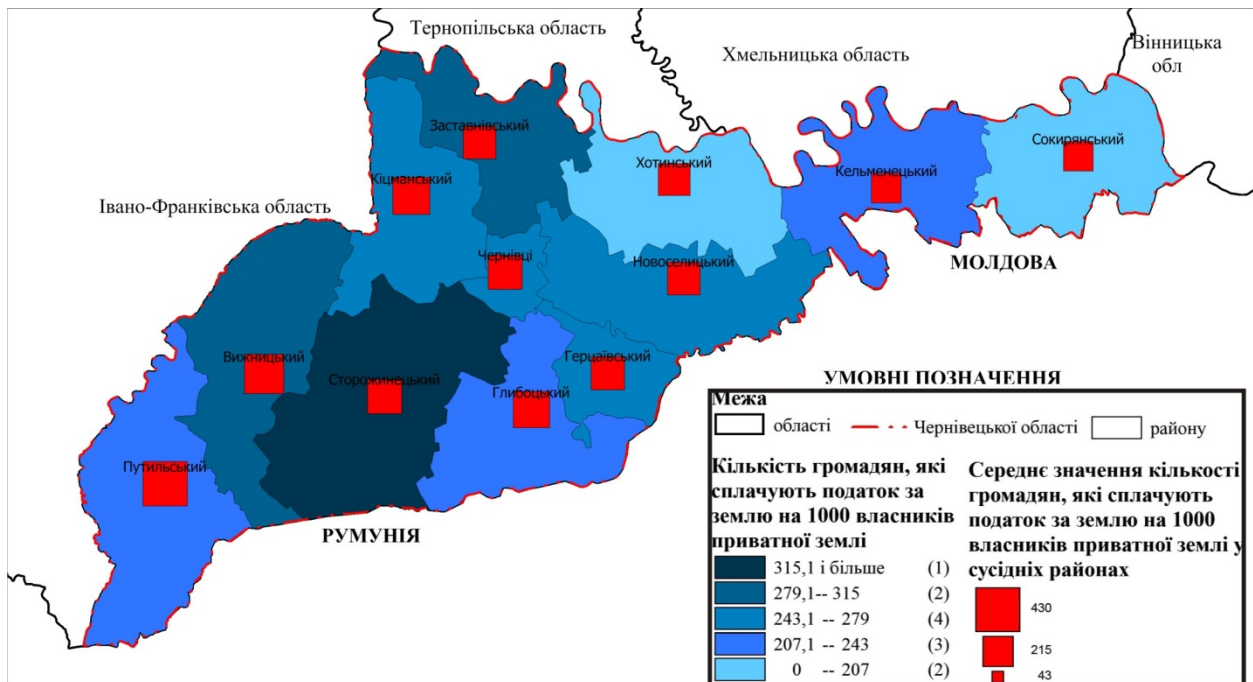 Тернопільська область
Хмельницька область
Вінницька
обл
Заставнівський
Хотинський
Сокирянський
Кіцманський
Кельменецький
Івано-Франківська область
Чернівці
Новоселицький
МОЛДОВА
Вижницький
Сторожинецький
Герцаївський
Глибоцький
Путильський
РУМУНІЯ
УМОВНІ ПОЗНАЧЕННЯ
Межа
області
Чернівецької області
району
Кількість громадян, які
сплачують податок за
землю на 1000 власників
приватної землі
315,1 і більше (1)
279,1-- 315 (2)
243,1 -- 279 (4)
207,1 -- 243 (3)
0 -- 207 (2)
Середнє значення кількості
громадян, які сплачують
податок за землю на 1000
власників приватної землі у
сусідніх районах
430
215
43